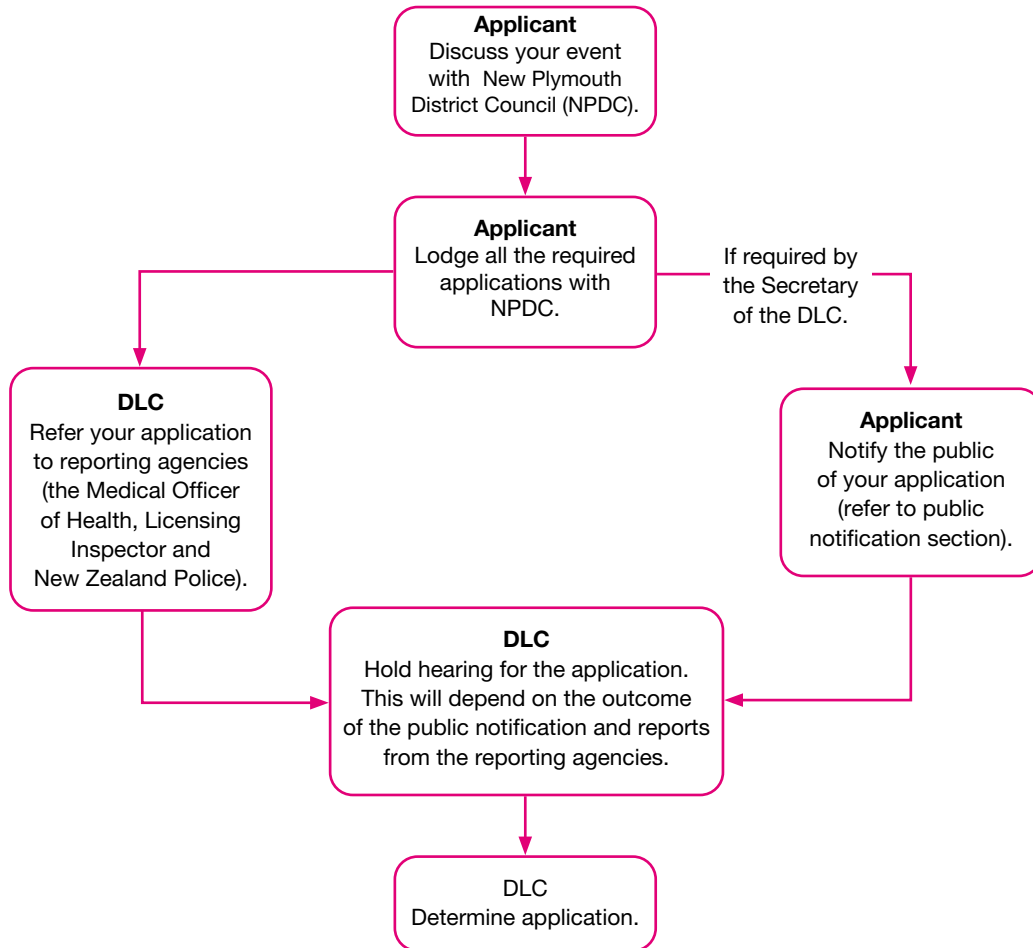 Applicant
Discuss your event
with New Plymouth
District Council (NPDC).
Applicant
Lodge all the required
applications with
NPDC.
If required by
the Secretary
of the DLC.
DLC
Refer your application
to reporting agencies
(the Medical Officer
of Health, Licensing
Inspector and
New Zealand Police).
Applicant
Notify the public
of your application
(refer to public
notification section).
DLC
Hold hearing for the application.
This will depend on the outcome
of the public notification and reports
from the reporting agencies.
DLC
Determine application.